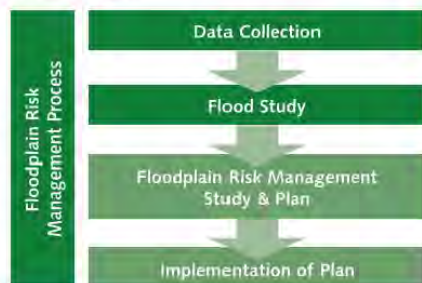 Floodplain Risk
Management Process
Data Collection
Flood Study
Floodplain Risk Management
Study & Plan
Implementation of Plan